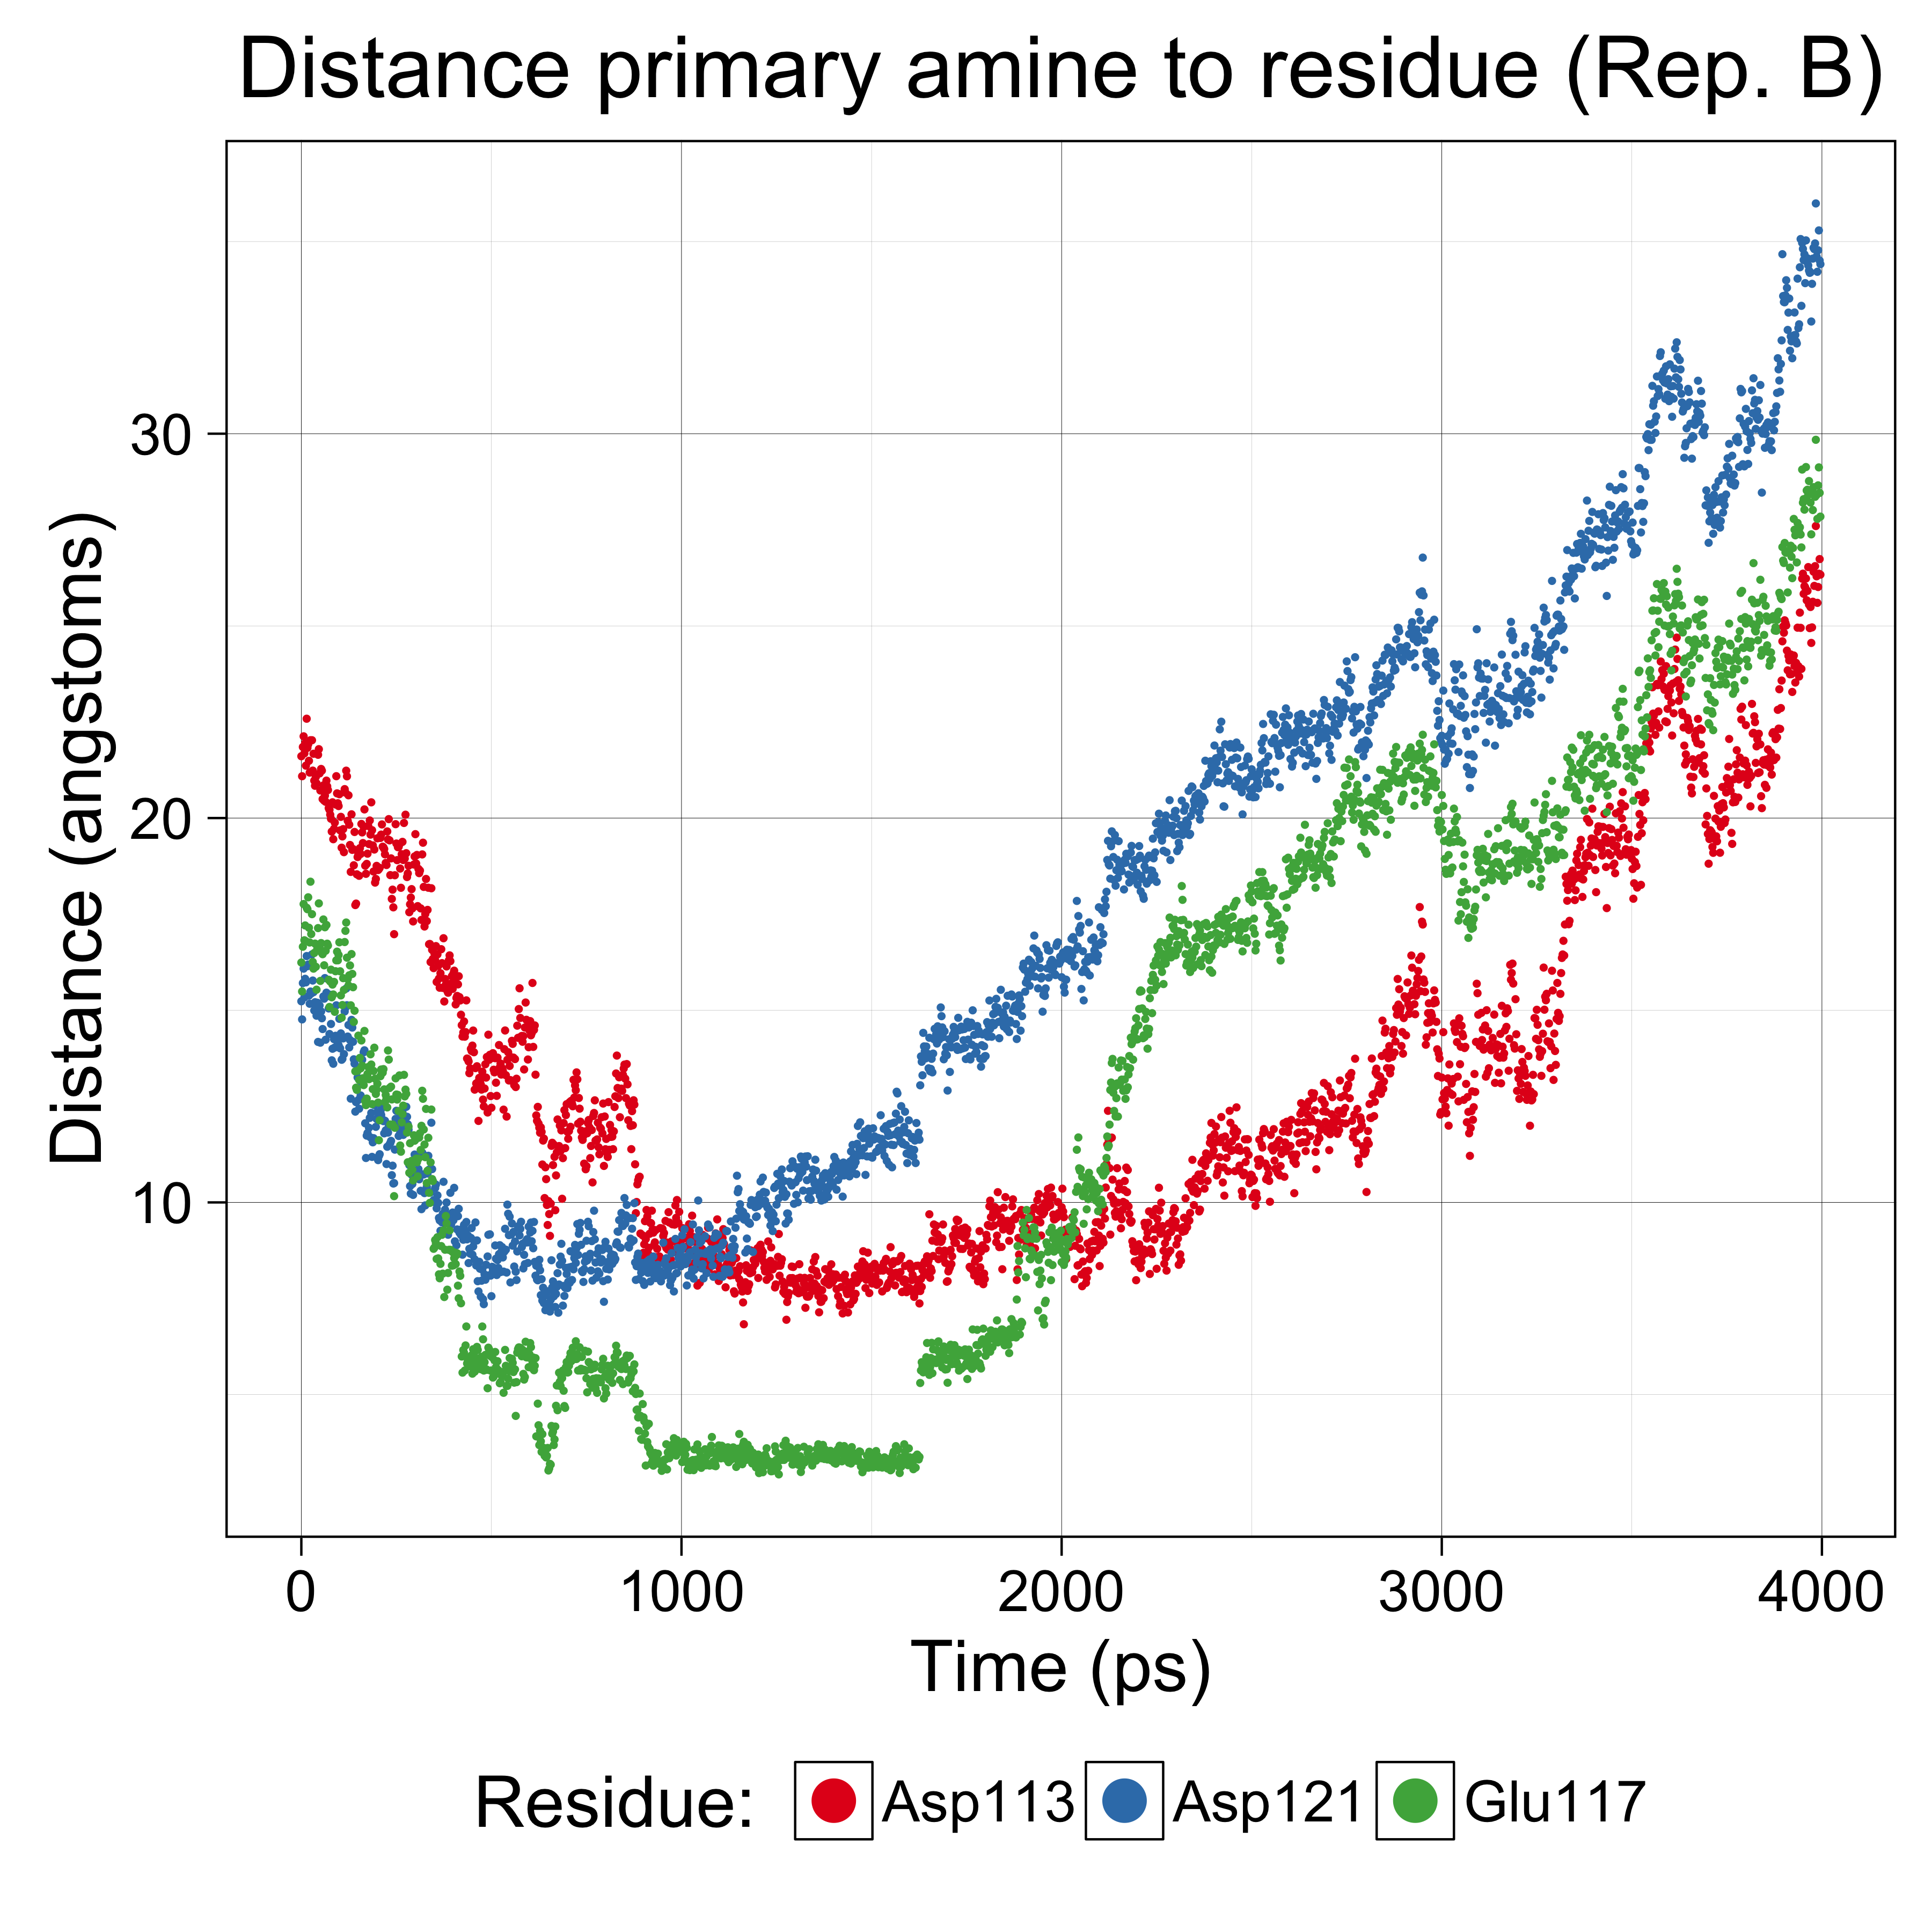 Distance primary amine to residue (Rep. B)
Distance (angstoms)
30
20
10
0 1000 2000 3000 4000
Time (ps)
Residue: Asp113 Asp121 Glu117